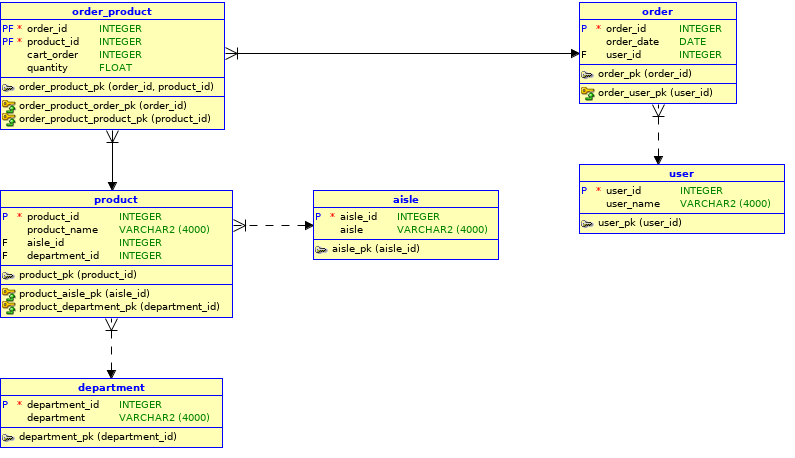 order_product
PF * order_id INTEGER
PF * product_id INTEGER
cart_order INTEGER
quantity FLOAT
order_product_pk (order_id, product_id)
order_product_order_pk (order_id)
order_product_product_pk (product_id)
order
P * order_id INTEGER
order_date DATE
F user_id INTEGER
order_pk (order_id)
order_user_pk (user_id)
user
P * user_id INTEGER
user_name VARCHAR2 (4000)
user_pk (user_id)
product
P * product_id INTEGER
product_name VARCHAR2 (4000)
F aisle_id INTEGER
F department_id INTEGER
product_pk (product_id)
product_aisle_pk (aisle_id)
product_department_pk (department_id)
aisle
P * aisle_id INTEGER
aisle VARCHAR2 (4000)
aisle_pk (aisle_id)
department
P * department_id INTEGER
department VARCHAR2 (4000)
department_pk (department_id)